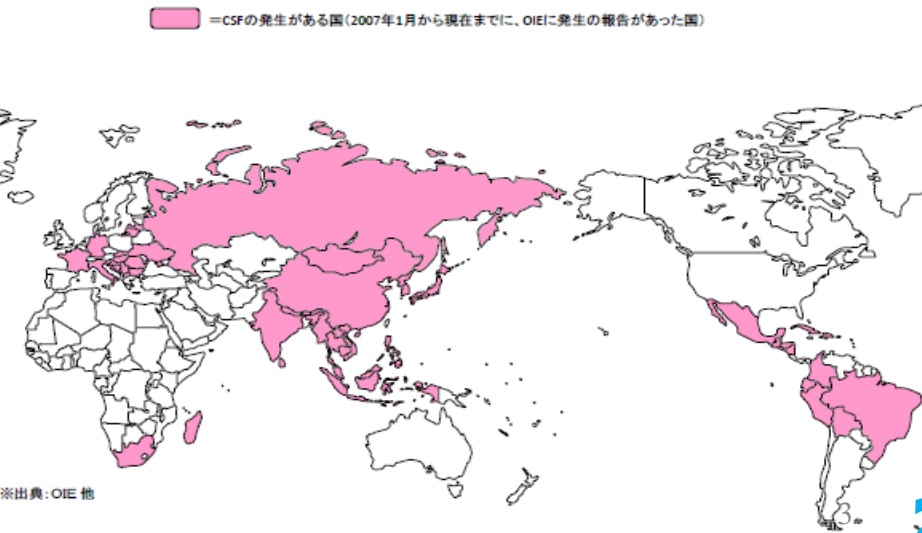 =CSFの発生がある国(2007年1月から現在までに、OIEに発生の報告があった国)
※出典: OIE 他
3